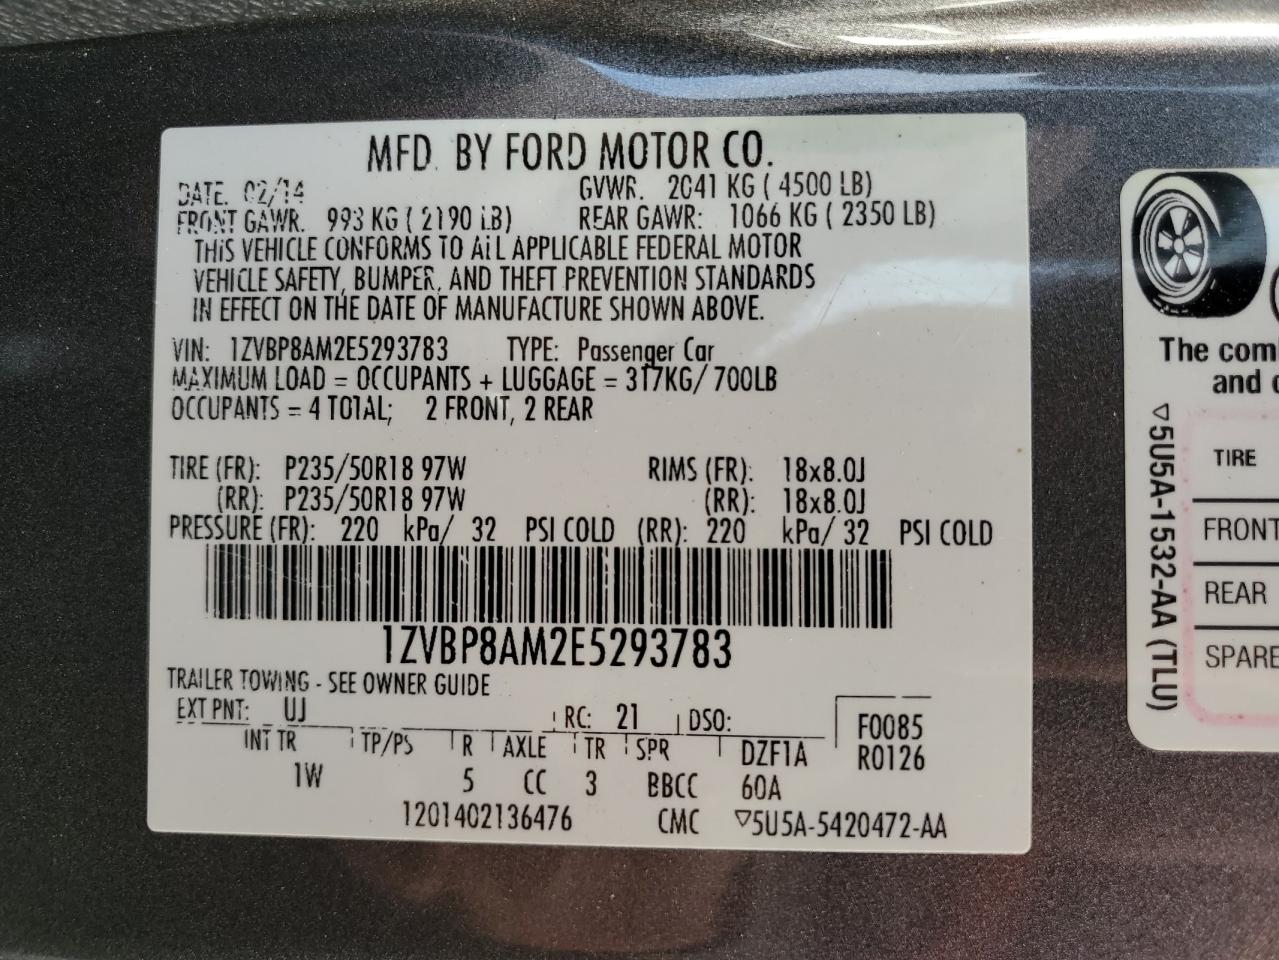 MFD. BY FORD MOTOR CO.
DATE. 02/14 GVWR. 2041 KG ( 4500 LB)
FRONT GAWR. 993 KG ( 2190 LB) REAR GAWR: 1066 KG ( 2350 LB)
THIS VEHICLE CONFORMS TO ALL APPLICABLE FEDERAL MOTOR
VEHICLE SAFETY, BUMPER, AND THEFT PREVENTION STANDARDS
IN EFFECT ON THE DATE OF MANUFACTURE SHOWN ABOVE.
VIN: 1ZVBP8AM2E5293783 TYPE: Passenger Car
MAXIMUM LOAD = OCCUPANTS + LUGGAGE = 317KG/ 700LB
OCCUPANTS = 4 TOTAL; 2 FRONT, 2 REAR
TIRE (FR): P235/50R18 97W RIMS (FR): 18x8.0J
(RR): P235/50R18 97W (RR): 18x8.0J
PRESSURE (FR): 220 kPa/ 32 PSI COLD (RR): 220 kPa/ 32 PSI COLD
1ZVBP8AM2E5293783
TRAILER TOWING - SEE OWNER GUIDE
EXT PNT: UJ RC: 21 DSO: F0085
INT TR TP/PS R AXLE TR SPR DZF1A R0126
1W 5 CC 3 BBCC 60A
1201402136476 CMC ▽5U5A-5420472-AA
The com
and
▽5U5A-1532-AA (TLU)
TIRE
FRONT
REAR
SPARE